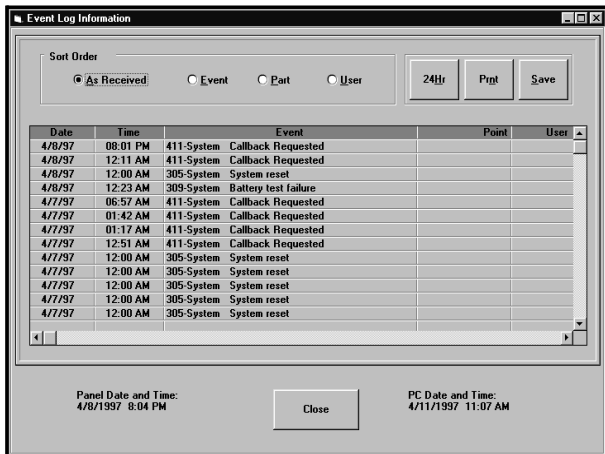 Event Log Information
Sort Order
As Received Event Part User
24Hr Prnt Save
Date Time Event Point User
4/8/97 08:01 PM 411-System Callback Requested
4/8/97 12:11 AM 411-System Callback Requested
4/8/97 12:00 AM 305-System System reset
4/8/97 12:23 AM 309-System Battery test failure
4/7/97 06:57 AM 411-System Callback Requested
4/7/97 01:42 AM 411-System Callback Requested
4/7/97 01:17 AM 411-System Callback Requested
4/7/97 12:51 AM 411-System Callback Requested
4/7/97 12:00 AM 305-System System reset
4/7/97 12:00 AM 305-System System reset
4/7/97 12:00 AM 305-System System reset
4/7/97 12:00 AM 305-System System reset
4/7/97 12:00 AM 305-System System reset
Panel Date and Time:
4/8/1997 8:04 PM
Close
PC Date and Time:
4/11/1997 11:07 AM